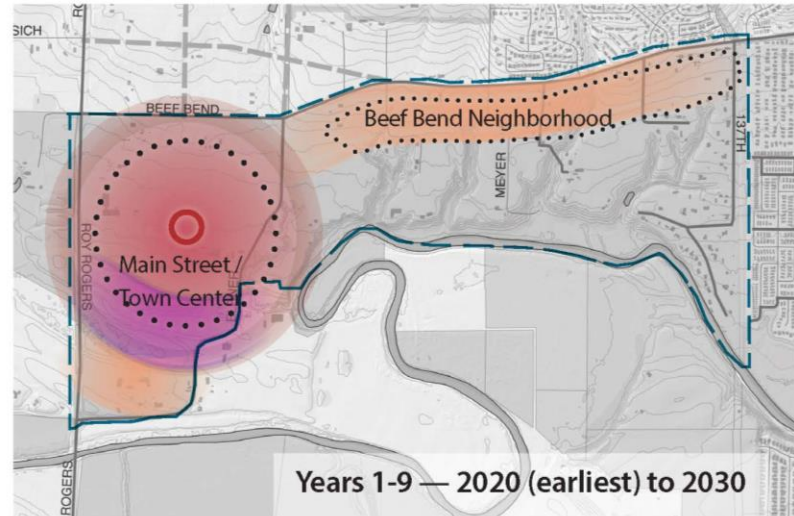 SICH
BEEF BEND
Beef Bend Neighborhood
137TH
MEYER
ROY ROGERS
Main Street /
Town Center
ROGERS
Years 1-9 — 2020 (earliest) to 2030